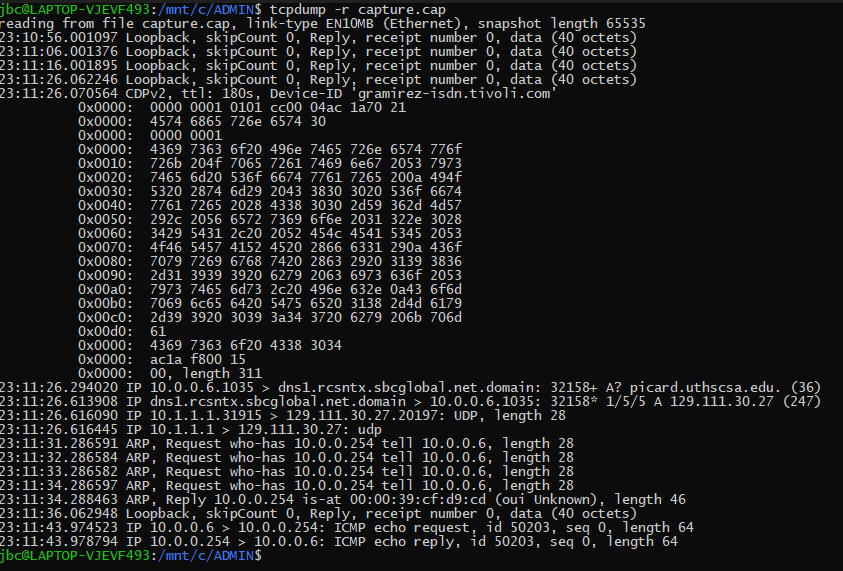 jbc@LAPTOP-VJEVF493:/mnt/c/ADMIN$ tcpdump -r capture.cap
reading from file capture.cap, link-type EN10MB (Ethernet), snapshot length 65535
23:10:56.001097 Loopback, skipCount 0, Reply, receipt number 0, data (40 octets)
23:11:06.001376 Loopback, skipCount 0, Reply, receipt number 0, data (40 octets)
23:11:16.001895 Loopback, skipCount 0, Reply, receipt number 0, data (40 octets)
23:11:26.062246 Loopback, skipCount 0, Reply, receipt number 0, data (40 octets)
23:11:26.070564 CDPv2, ttl: 180s, Device-ID 'gramirez-isdn.tivoli.com'
0x0000: 0000 0001 0101 cc00 04ac 1a70 21
0x0000: 4574 6865 726e 6574 30
0x0000: 0000 0001
0x0000: 4369 7363 6f20 496e 7465 726e 6574 776f
0x0010: 726b 204f 7065 7261 7469 6e67 2053 7973
0x0020: 7465 6d20 536f 6674 7761 7265 200a 494f
0x0030: 5320 2874 6d29 2043 3830 3020 536f 6674
0x0040: 7761 7265 2028 4338 3030 2d59 362d 4d57
0x0050: 292c 2056 6572 7369 6f6e 2031 322e 3028
0x0060: 3429 5431 2c20 2052 454c 4541 5345 2053
0x0070: 4f46 5457 4152 4520 2866 6331 290a 436f
0x0080: 7079 7269 6768 7420 2863 2920 3139 3836
0x0090: 2d31 3939 3920 6279 2063 6973 636f 2053
0x00a0: 7973 7465 6d73 2c20 496e 632e 0a43 6f6d
0x00b0: 7069 6c65 6420 5475 6520 3138 2d4d 6179
0x00c0: 2d39 3920 3039 3a34 3720 6279 206b 706d
0x00d0: 61
0x0000: 4369 7363 6f20 4338 3034
0x0000: ac1a f800 15
0x0000: 00, length 311
23:11:26.294020 IP 10.0.0.6.1035 > dns1.rcsntx.sbcglobal.net.domain: 32158+ A? picard.uthscsa.edu. (36)
23:11:26.613908 IP dns1.rcsntx.sbcglobal.net.domain > 10.0.0.6.1035: 32158* 1/5/5 A 129.111.30.27 (247)
23:11:26.616090 IP 10.1.1.1.31915 > 129.111.30.27.20197: UDP, length 28
23:11:26.616445 IP 10.1.1.1 > 129.111.30.27: udp
23:11:31.286591 ARP, Request who-has 10.0.0.254 tell 10.0.0.6, length 28
23:11:32.286584 ARP, Request who-has 10.0.0.254 tell 10.0.0.6, length 28
23:11:33.286582 ARP, Request who-has 10.0.0.254 tell 10.0.0.6, length 28
23:11:34.286597 ARP, Request who-has 10.0.0.254 tell 10.0.0.6, length 28
23:11:34.288463 ARP, Reply 10.0.0.254 is-at 00:00:39:cf:d9:cd (oui Unknown), length 46
23:11:36.062948 Loopback, skipCount 0, Reply, receipt number 0, data (40 octets)
23:11:43.974523 IP 10.0.0.6 > 10.0.0.254: ICMP echo request, id 50203, seq 0, length 64
23:11:43.978794 IP 10.0.0.254 > 10.0.0.6: ICMP echo reply, id 50203, seq 0, length 64
jbc@LAPTOP-VJEVF493:/mnt/c/ADMIN$